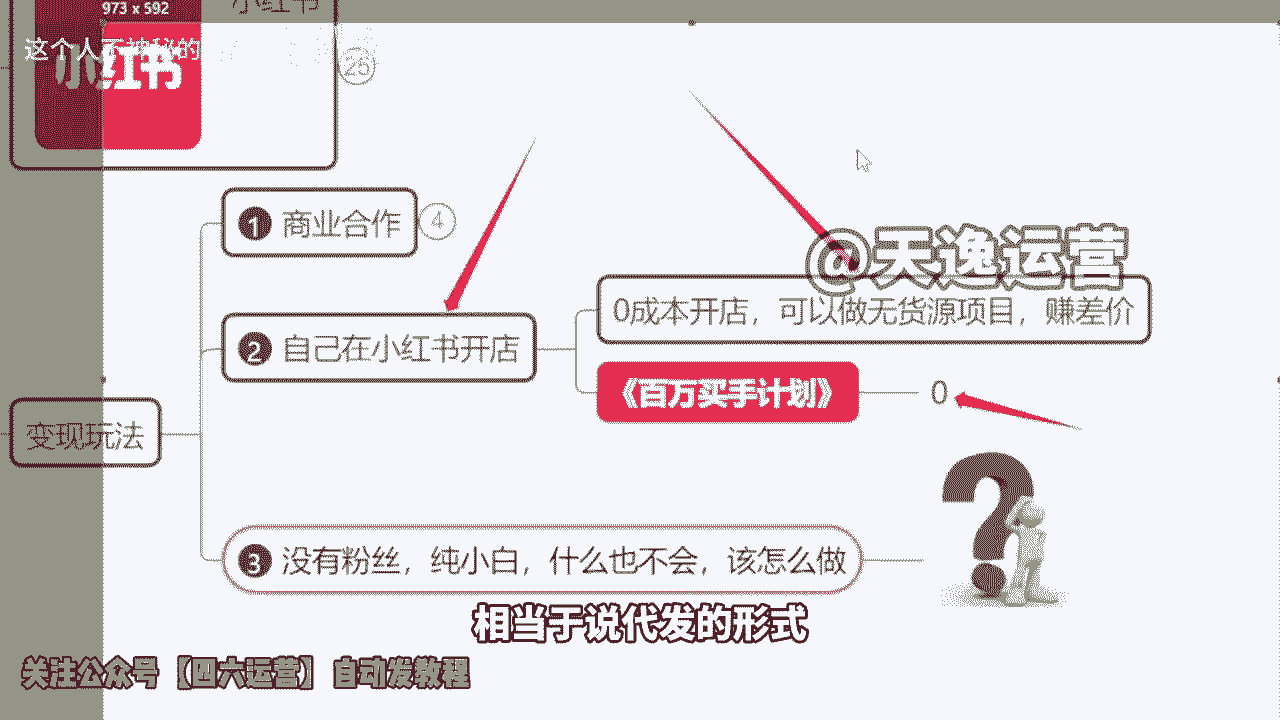 973 x 592
小红书
这个人不神秘的
小红书
26
1 商业合作 4
@天逸运营
0成本开店，可以做无货源项目，赚差价
2 自己在小红书开店
《百万买手计划》 0
变现玩法
3 没有粉丝，纯小白，什么也不会，该怎么做
相当于说代发的形式
关注公众号【四六运营】 自动发教程